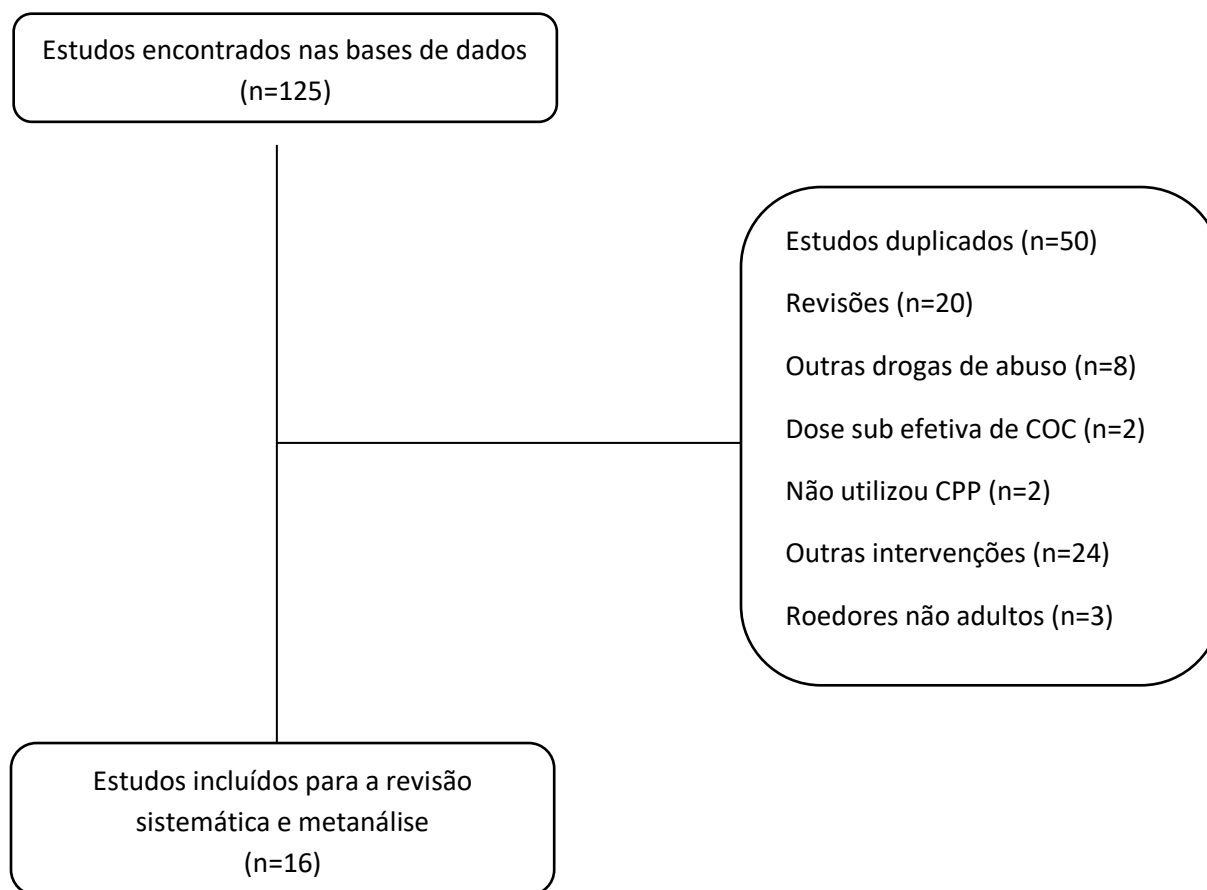 Estudos encontrados nas bases de dados
(n=125)
Estudos duplicados (n=50)
Revisões (n=20)
Outras drogas de abuso (n=8)
Dose sub efetiva de COC (n=2)
Não utilizou CPP (n=2)
Outras intervenções (n=24)
Roedores não adultos (n=3)
Estudos incluídos para a revisão
sistemática e metanálise
(n=16)